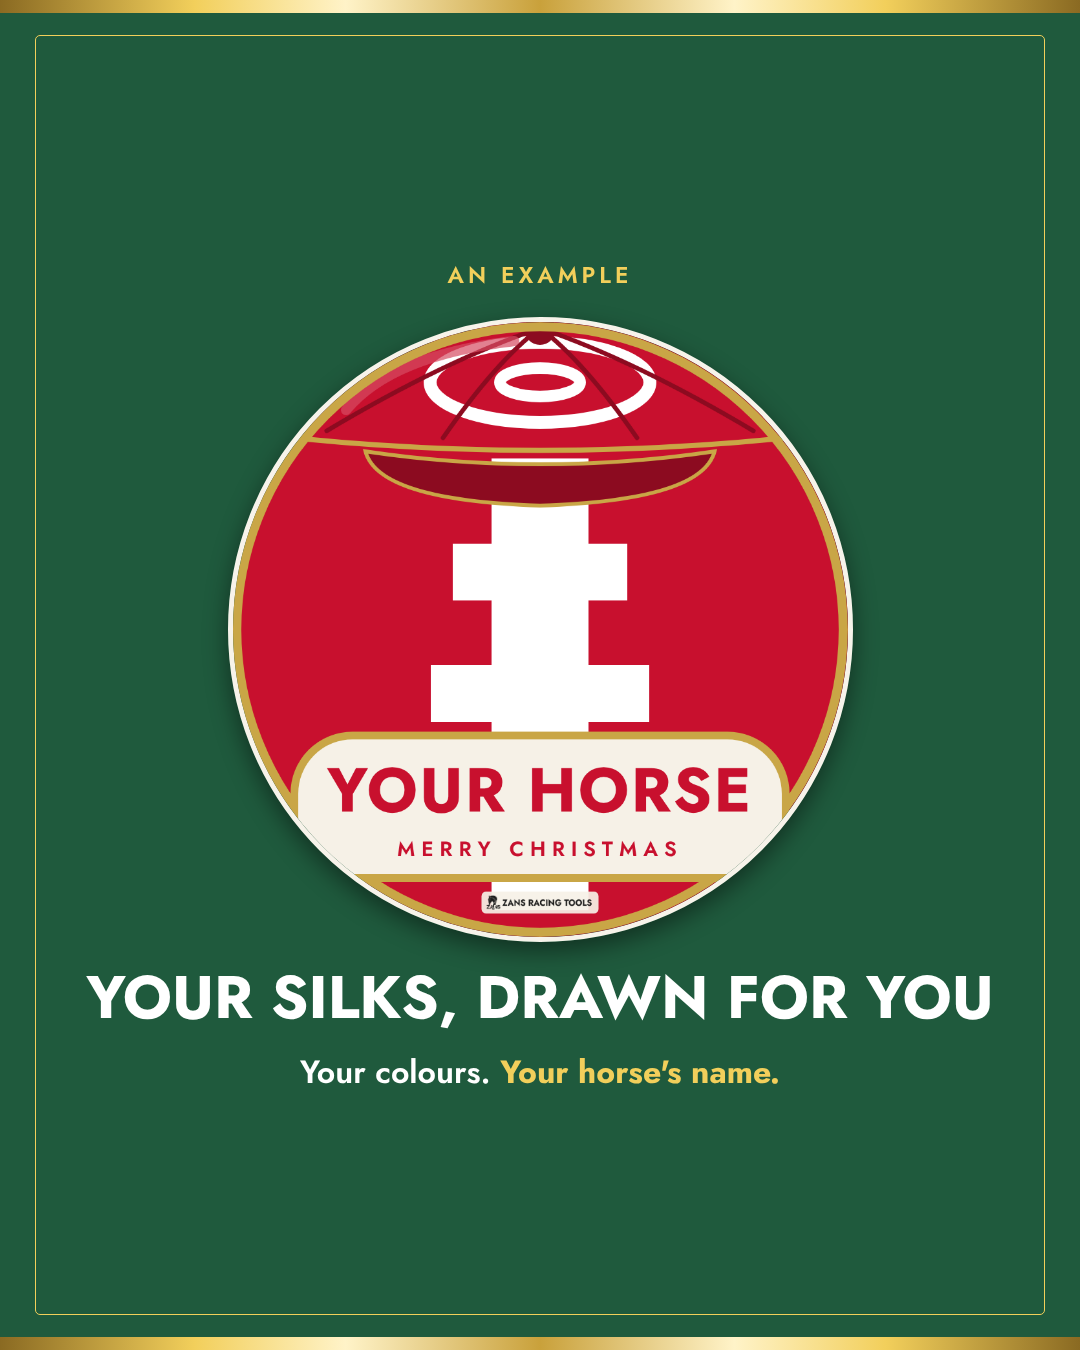 AN EXAMPLE
YOUR HORSE
MERRY CHRISTMAS
ZANS RACING TOOLS
YOUR SILKS, DRAWN FOR YOU
Your colours. Your horse's name.